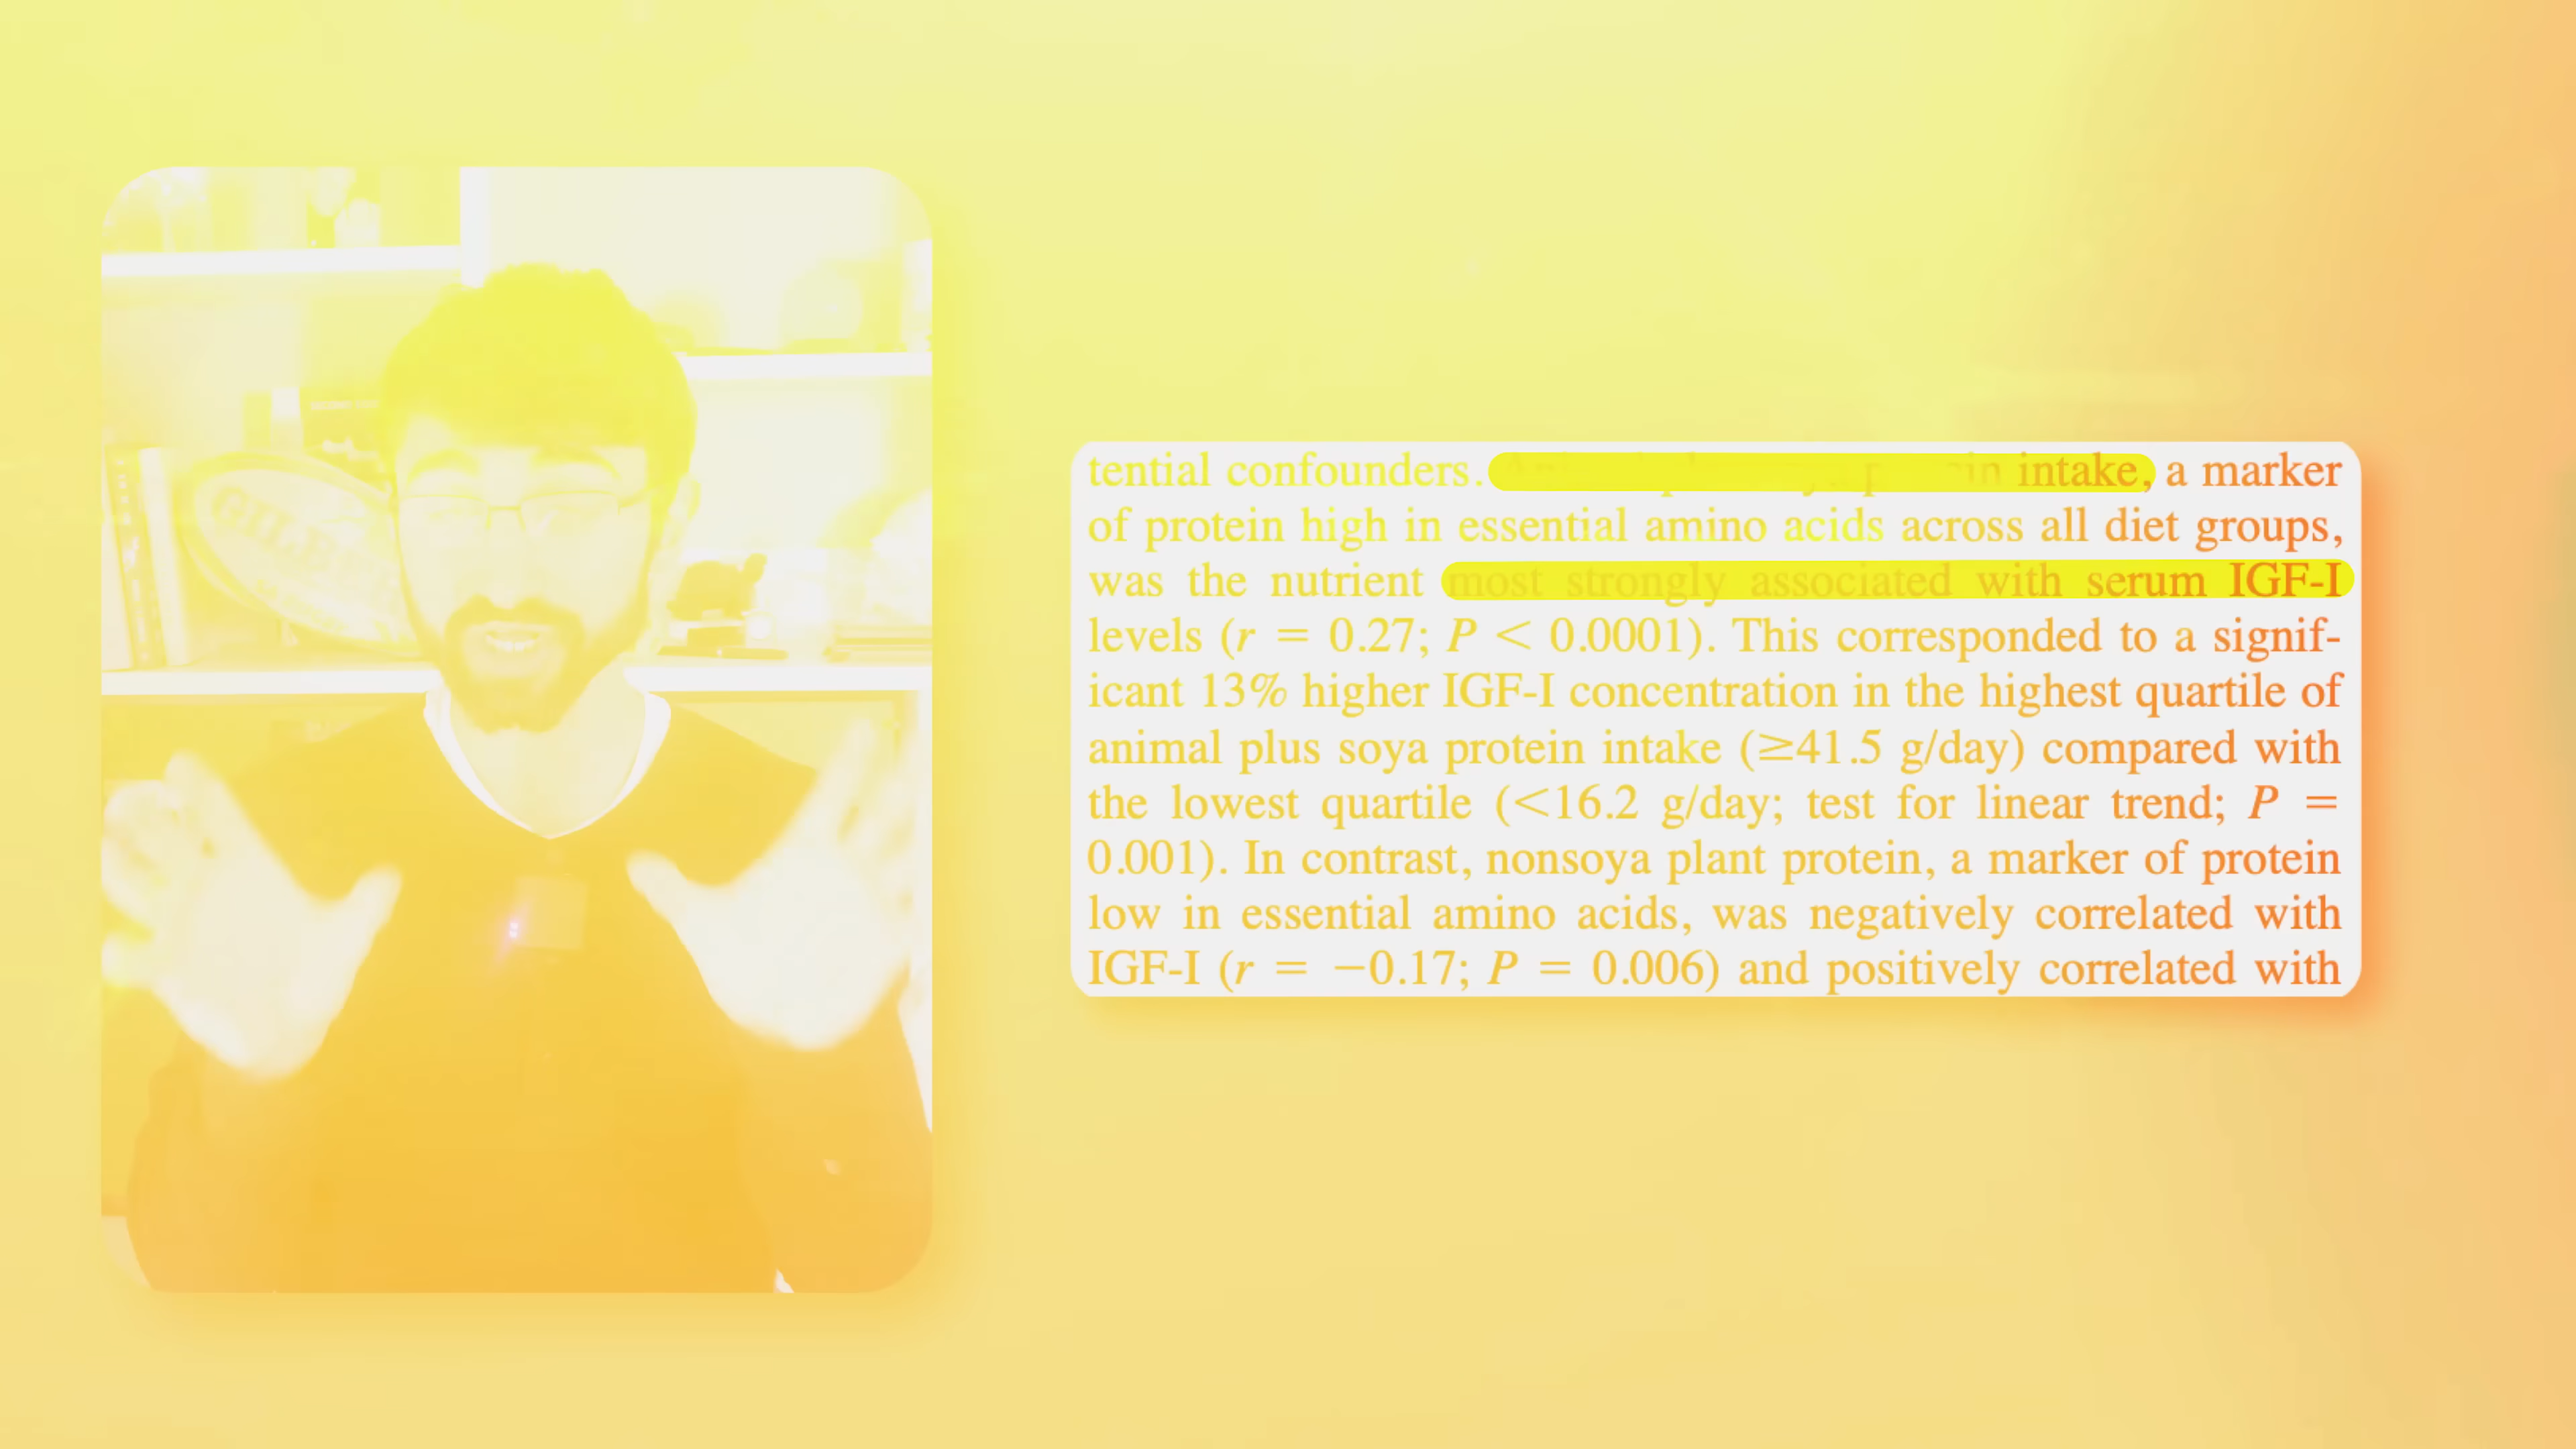 tential confounders. intake, a marker
of protein high in essential amino acids across all diet groups,
was the nutrient most strongly associated with serum IGF-I
levels (r = 0.27; P < 0.0001). This corresponded to a signif-
icant 13% higher IGF-I concentration in the highest quartile of
animal plus soya protein intake (≥41.5 g/day) compared with
the lowest quartile (<16.2 g/day; test for linear trend; P =
0.001). In contrast, nonsoya plant protein, a marker of protein
low in essential amino acids, was negatively correlated with
IGF-I (r = −0.17; P = 0.006) and positively correlated with